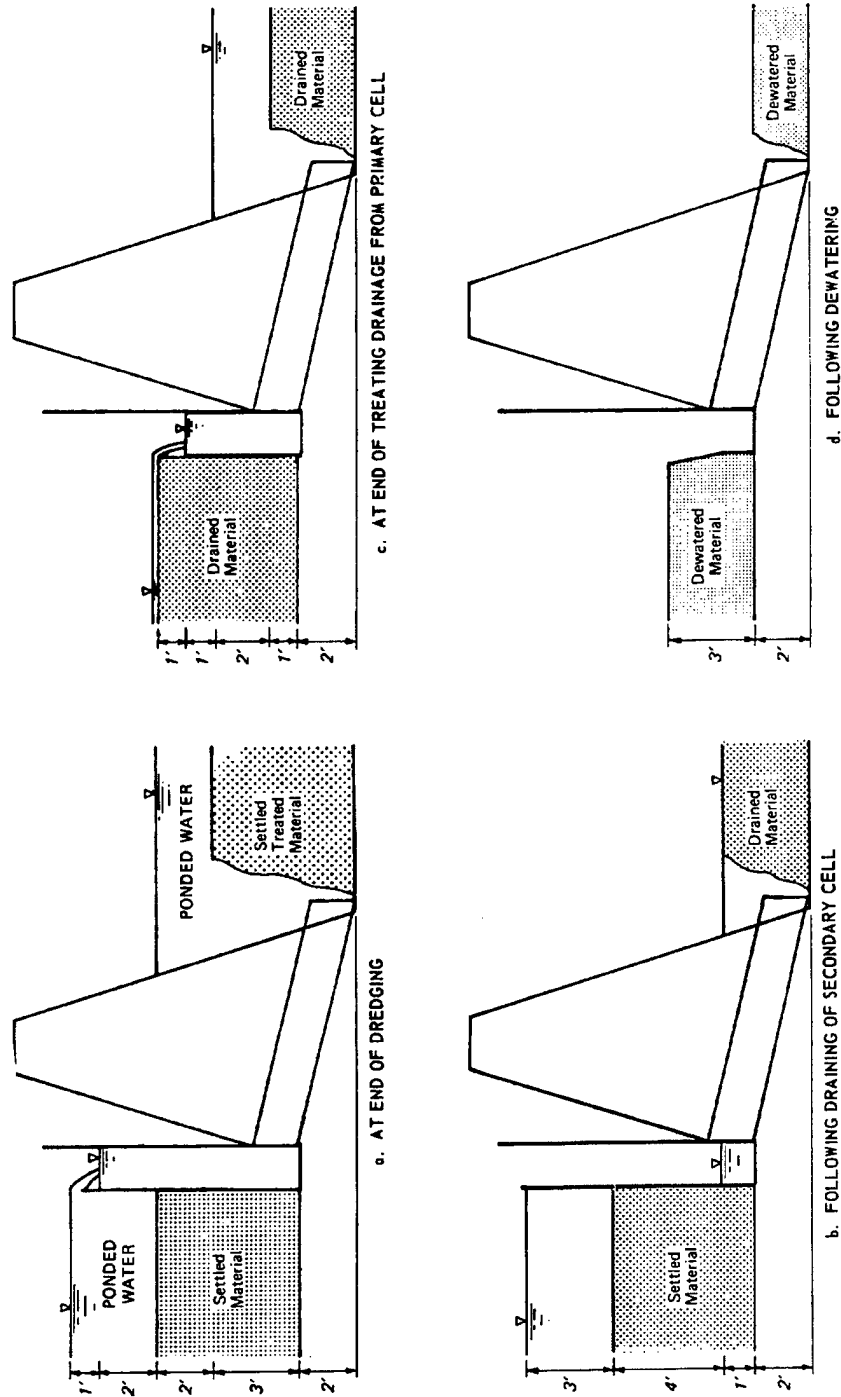 1'
2'
2'
3'
2'
PONDED
WATER
Settled
Material
PONDED WATER
Settled
Treated
Material
a. AT END OF DREDGING
3'
4'
1'
2'
Settled
Material
Drained
Material
b. FOLLOWING DRAINING OF SECONDARY CELL
1'
1'
2'
1'
2'
Drained
Material
Drained
Material
c. AT END OF TREATING DRAINAGE FROM PRIMARY CELL
3'
2'
Dewatered
Material
Dewatered
Material
d. FOLLOWING DEWATERING